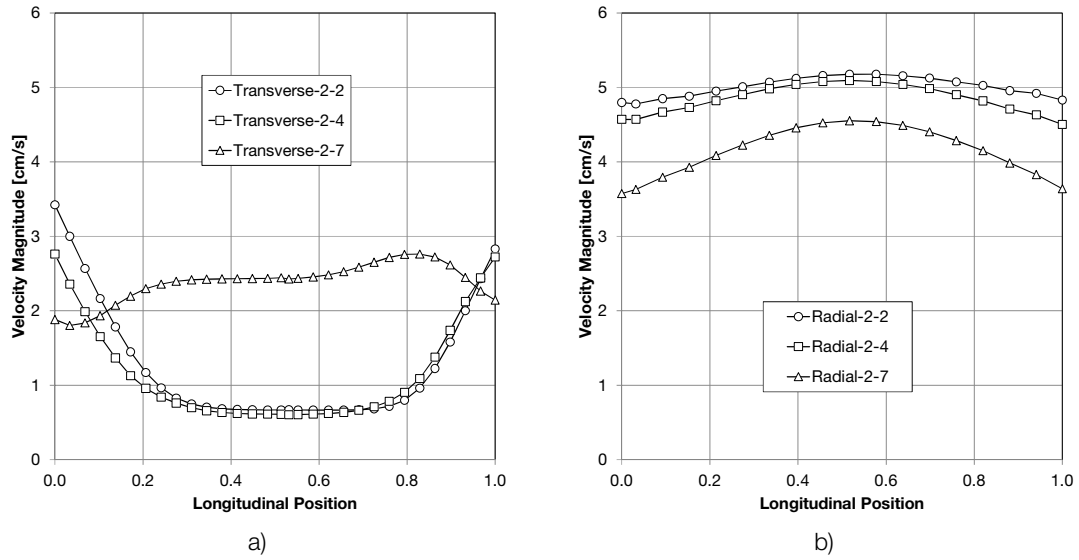 6
5
4
3
2
1
0
Velocity Magnitude [cm/s]
Transverse-2-2
Transverse-2-4
Transverse-2-7
0.0 0.2 0.4 0.6 0.8 1.0
Longitudinal Position
a)
6
5
4
3
2
1
0
Velocity Magnitude [cm/s]
Radial-2-2
Radial-2-4
Radial-2-7
0.0 0.2 0.4 0.6 0.8 1.0
Longitudinal Position
b)